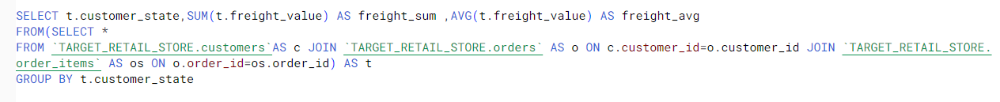 SELECT t.customer_state,SUM(t.freight_value) AS freight_sum ,AVG(t.freight_value) AS freight_avg
FROM(SELECT *
FROM `TARGET_RETAIL_STORE.customers`AS c JOIN `TARGET_RETAIL_STORE.orders` AS o ON c.customer_id=o.customer_id JOIN `TARGET_RETAIL_STORE.
order_items` AS os ON o.order_id=os.order_id) AS t
GROUP BY t.customer_state